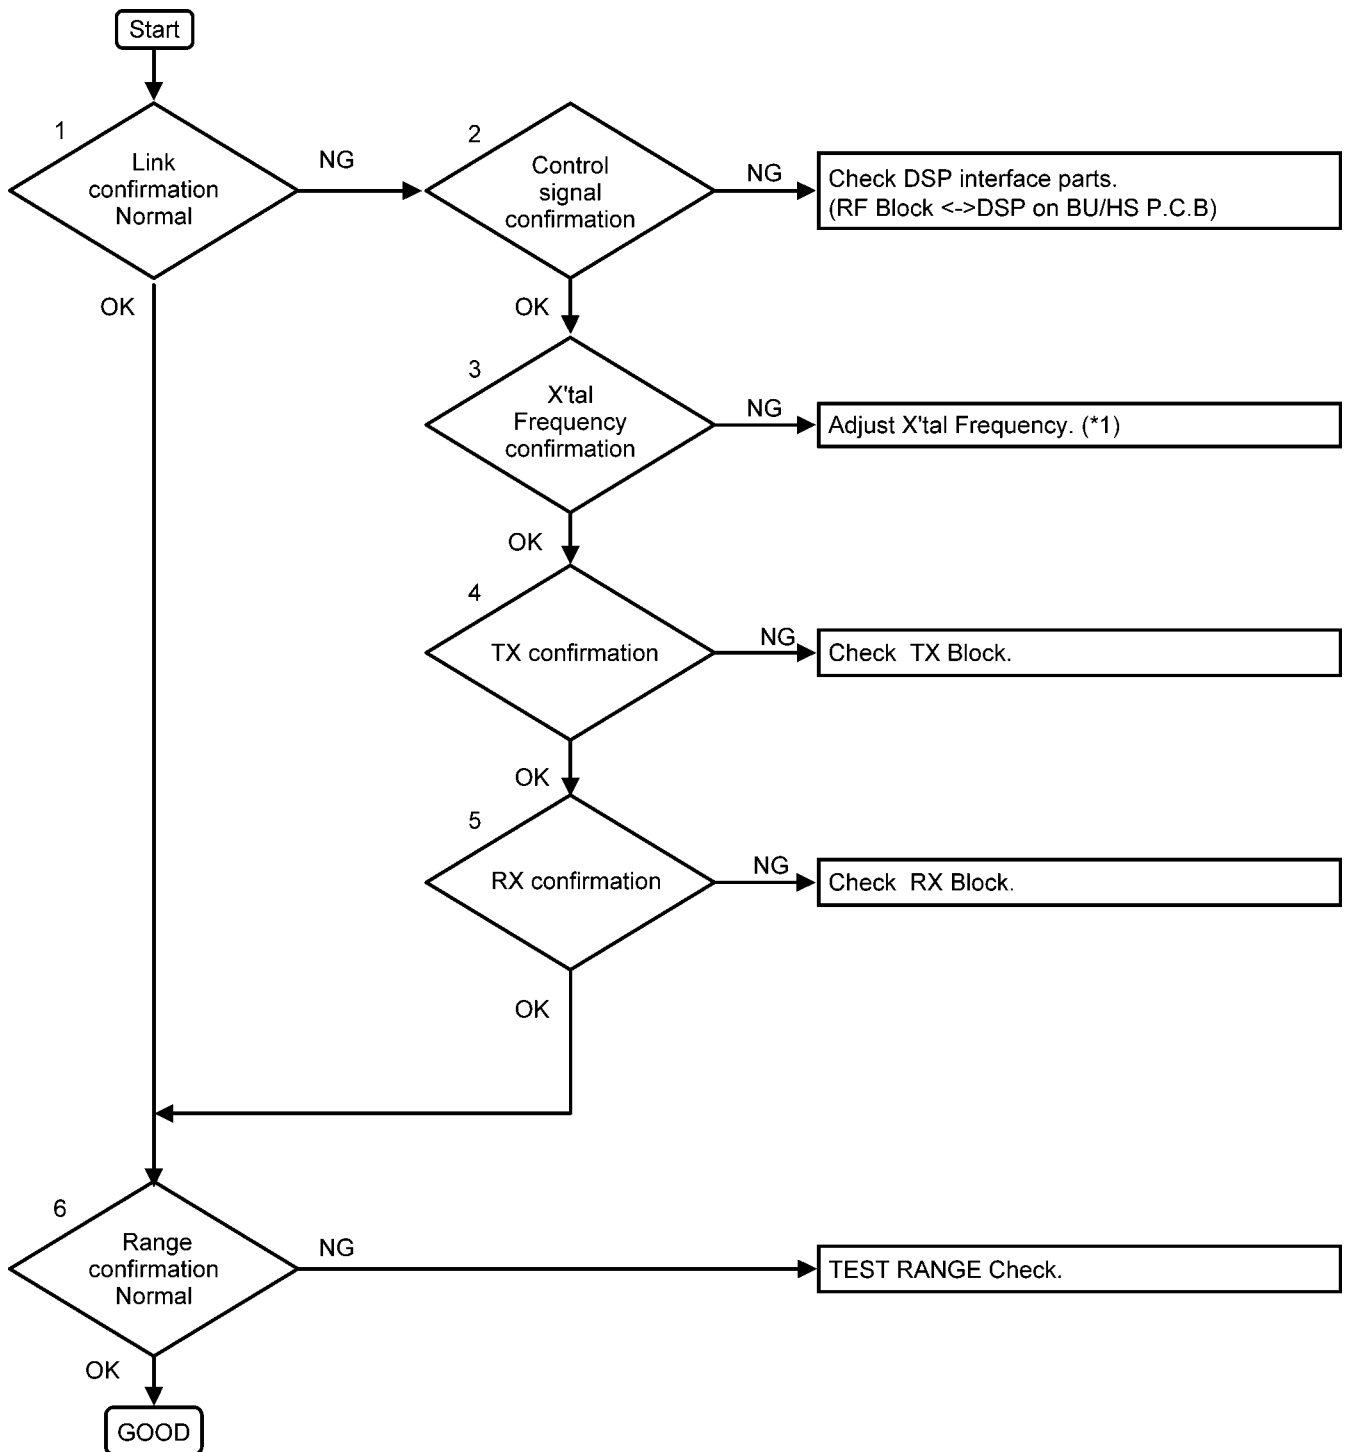 Start
1
Link
confirmation
Normal
NG
OK
2
Control
signal
confirmation
NG
Check DSP interface parts.
(RF Block <->DSP on BU/HS P.C.B)
OK
3
X'tal
Frequency
confirmation
NG
Adjust X'tal Frequency. (*1)
OK
4
TX confirmation
NG
Check TX Block.
OK
5
RX confirmation
NG
Check RX Block.
OK
6
Range
confirmation
Normal
NG
TEST RANGE Check.
OK
GOOD